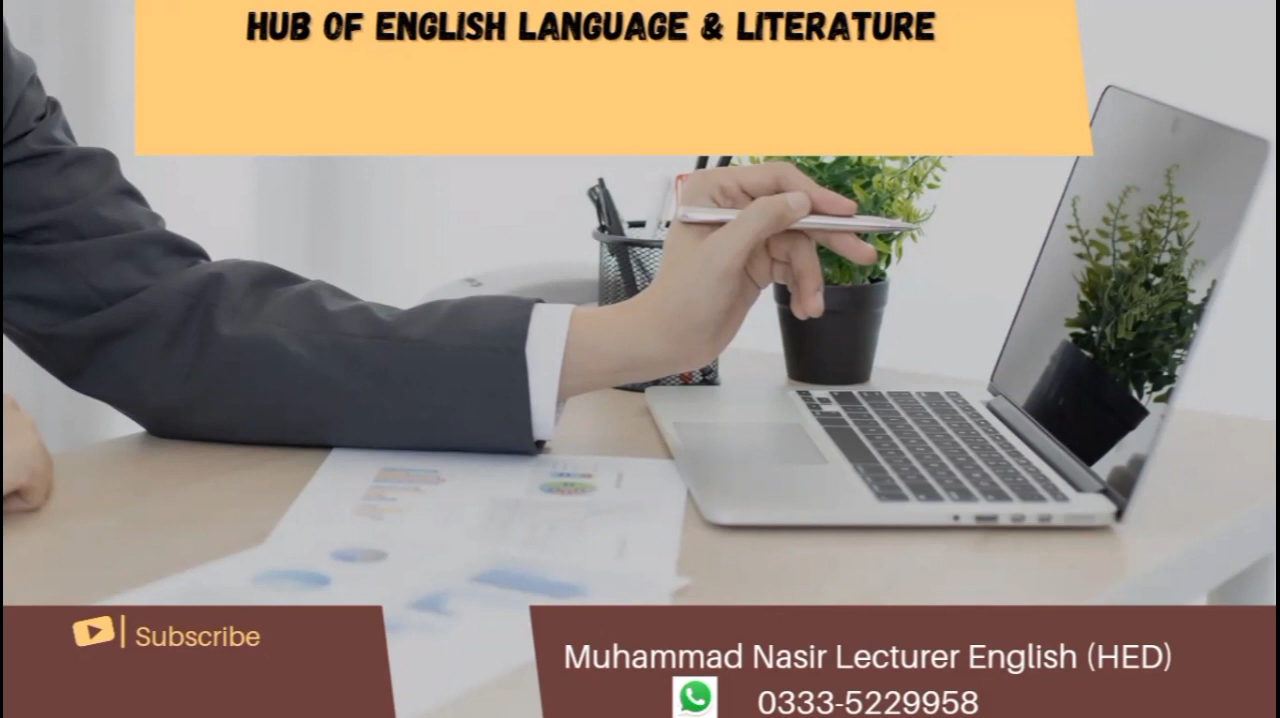 HUB OF ENGLISH LANGUAGE & LITERATURE
Subscribe
Muhammad Nasir Lecturer English (HED)
0333-5229958